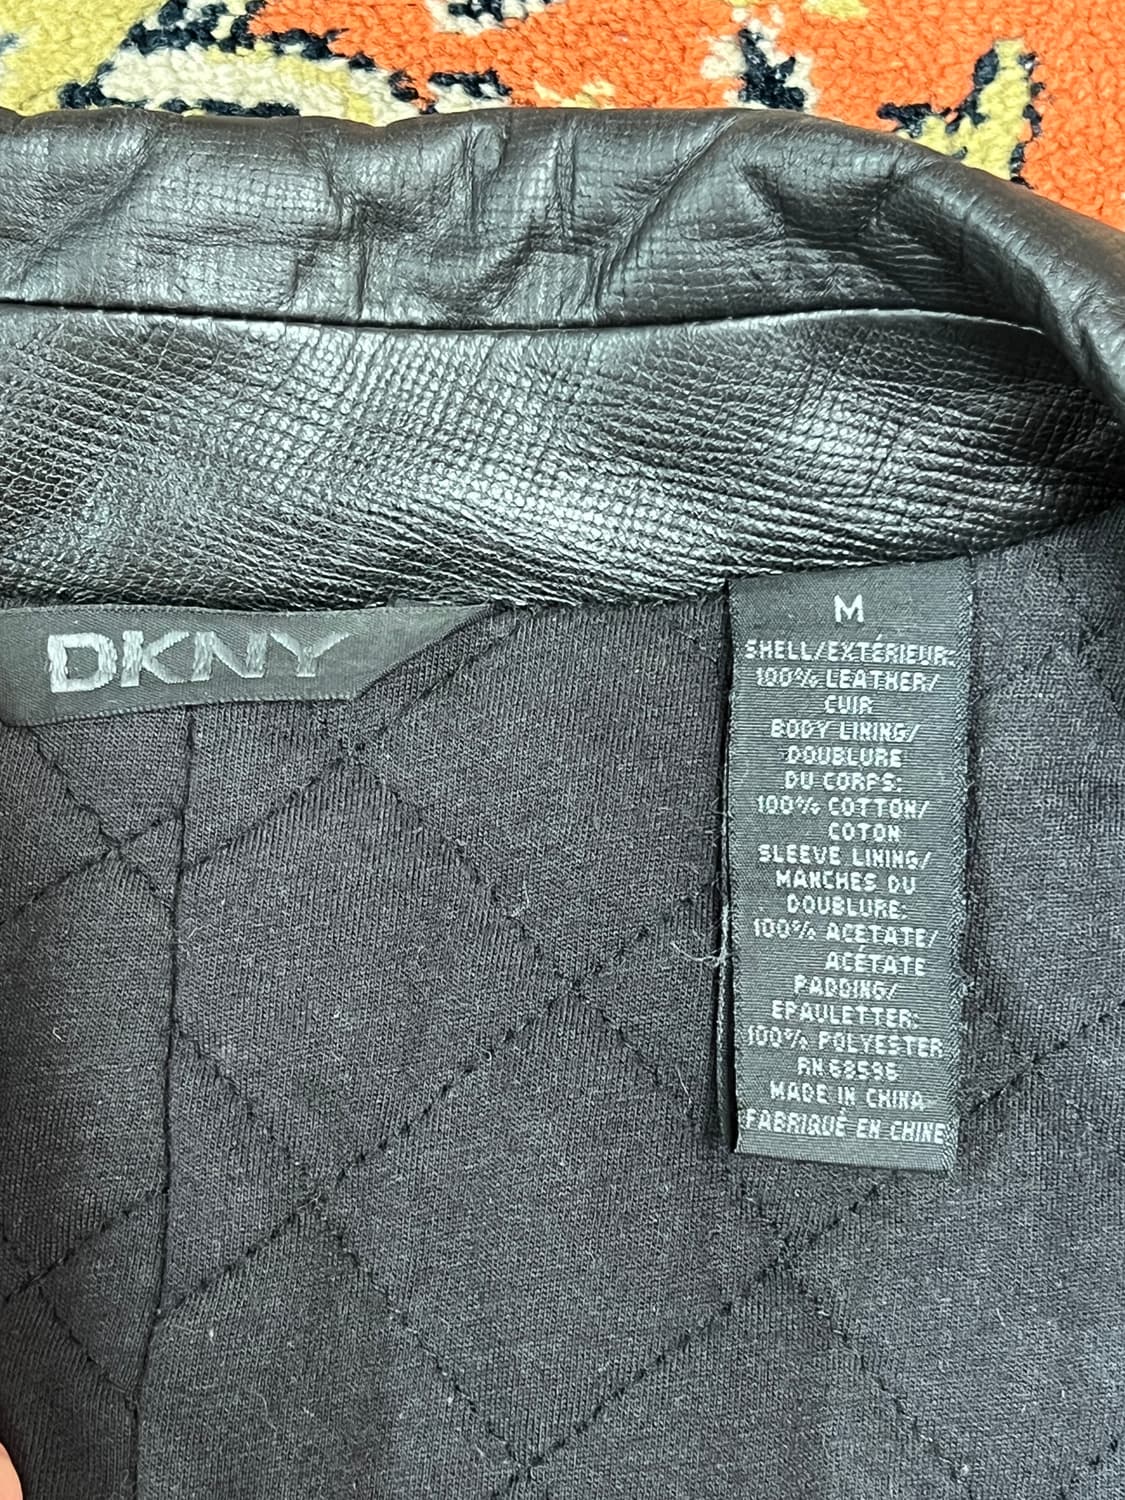 DKNY
M
SHELL/EXTÉRIEUR:
100% LEATHER/
CUIR
BODY LINING/
DOUBLURE
DU CORPS:
100% COTTON/
COTON
SLEEVE LINING/
MANCHES DU
DOUBLURE:
100% ACETATE/
ACÉTATE
PADDING/
EPAULETTER:
100% POLYESTER
RN 63596
MADE IN CHINA
FABRIQUÉ EN CHINE